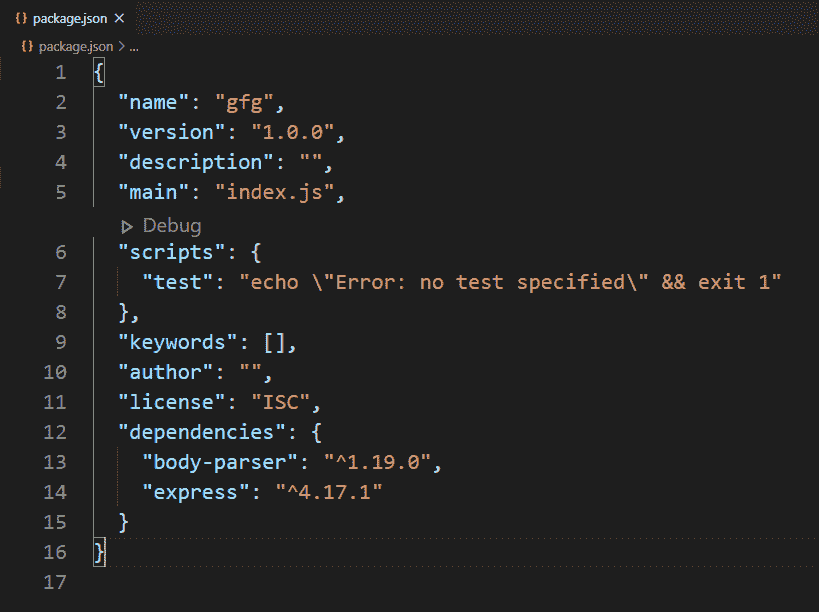 {} package.json ×
{} package.json > ...
1 {
2   "name": "gfg",
3   "version": "1.0.0",
4   "description": "",
5   "main": "index.js",
▷ Debug
6   "scripts": {
7     "test": "echo \"Error: no test specified\" && exit 1"
8   },
9   "keywords": [],
10   "author": "",
11   "license": "ISC",
12   "dependencies": {
13     "body-parser": "^1.19.0",
14     "express": "^4.17.1"
15   }
16 }
17